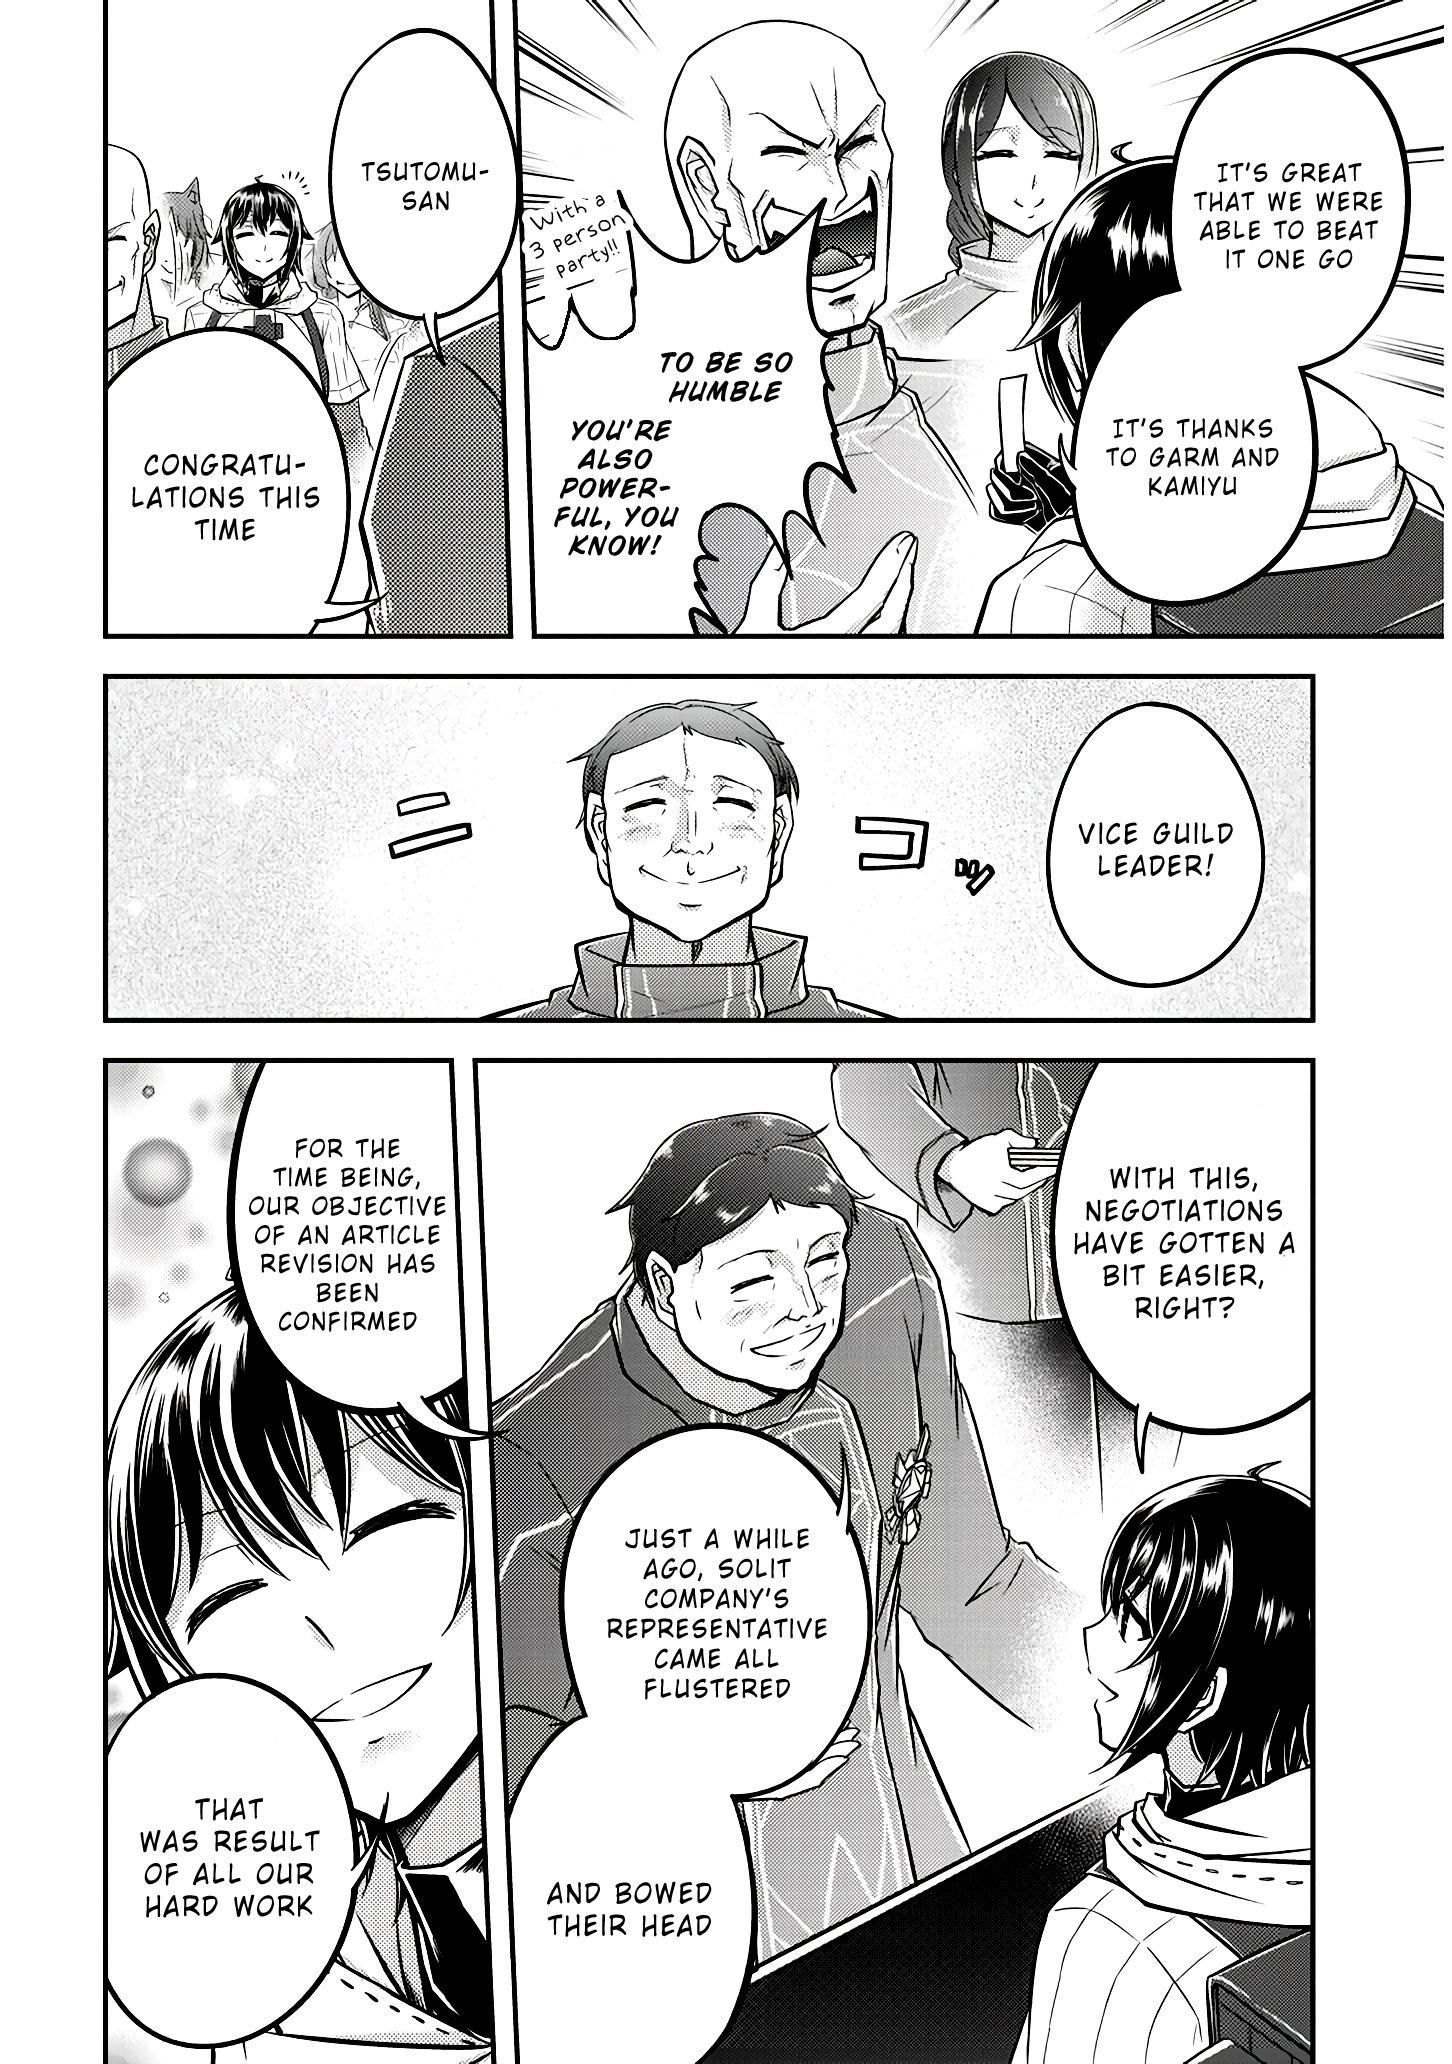 IT'S GREAT
THAT WE WERE
ABLE TO BEAT
IT ONE GO
IT'S THANKS
TO GARM AND
KAMIYU
TO BE SO
HUMBLE
YOU'RE
ALSO
POWER-
FUL, YOU
KNOW!
With a
3 person
party!!
TSUTOMU-
SAN
CONGRATU-
LATIONS THIS
TIME
VICE GUILD
LEADER!
ニコッ
WITH THIS,
NEGOTIATIONS
HAVE GOTTEN A
BIT EASIER,
RIGHT?
JUST A WHILE
AGO, SOLIT
COMPANY'S
REPRESENTATIVE
CAME ALL
FLUSTERED
AND BOWED
THEIR HEAD
FOR THE
TIME BEING,
OUR OBJECTIVE
OF AN ARTICLE
REVISION HAS
BEEN
CONFIRMED
THAT
WAS RESULT
OF ALL OUR
HARD WORK